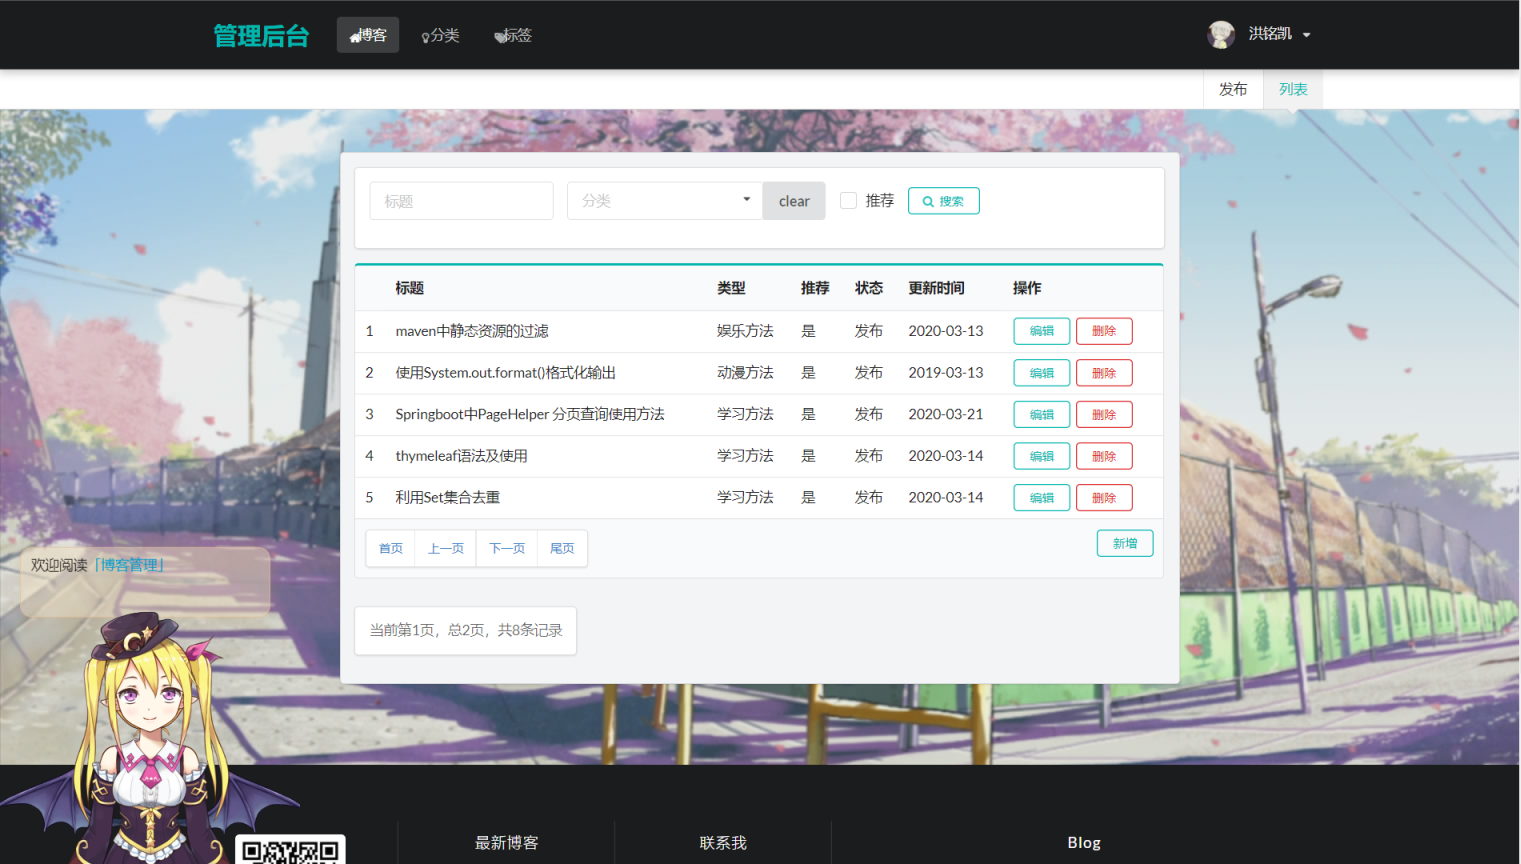 管理后台 博客 分类 标签 洪铭凯
发布 列表
标题 分类 clear 推荐 搜索
标题 类型 推荐 状态 更新时间 操作
1 maven中静态资源的过滤 娱乐方法 是 发布 2020-03-13 编辑 删除
2 使用System.out.format()格式化输出 动漫方法 是 发布 2019-03-13 编辑 删除
3 Springboot中PageHelper 分页查询使用方法 学习方法 是 发布 2020-03-21 编辑 删除
4 thymeleaf语法及使用 学习方法 是 发布 2020-03-14 编辑 删除
5 利用Set集合去重 学习方法 是 发布 2020-03-14 编辑 删除
首页 上一页 下一页 尾页 新增
欢迎阅读「博客管理」
当前第1页，总2页，共8条记录
最新博客 联系我 Blog